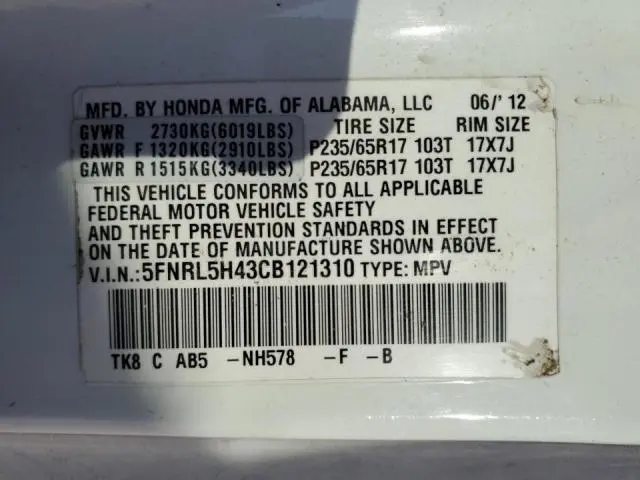 MFD. BY HONDA MFG. OF ALABAMA, LLC 06/'12
GVWR 2730KG(6019LBS) TIRE SIZE RIM SIZE
GAWR F 1320KG(2910LBS) P235/65R17 103T 17X7J
GAWR R 1515KG(3340LBS) P235/65R17 103T 17X7J
THIS VEHICLE CONFORMS TO ALL APPLICABLE
FEDERAL MOTOR VEHICLE SAFETY
AND THEFT PREVENTION STANDARDS IN EFFECT
ON THE DATE OF MANUFACTURE SHOWN ABOVE.
V.I.N.:5FNRL5H43CB121310 TYPE: MPV
TK8 C AB5 -NH578 -F -B